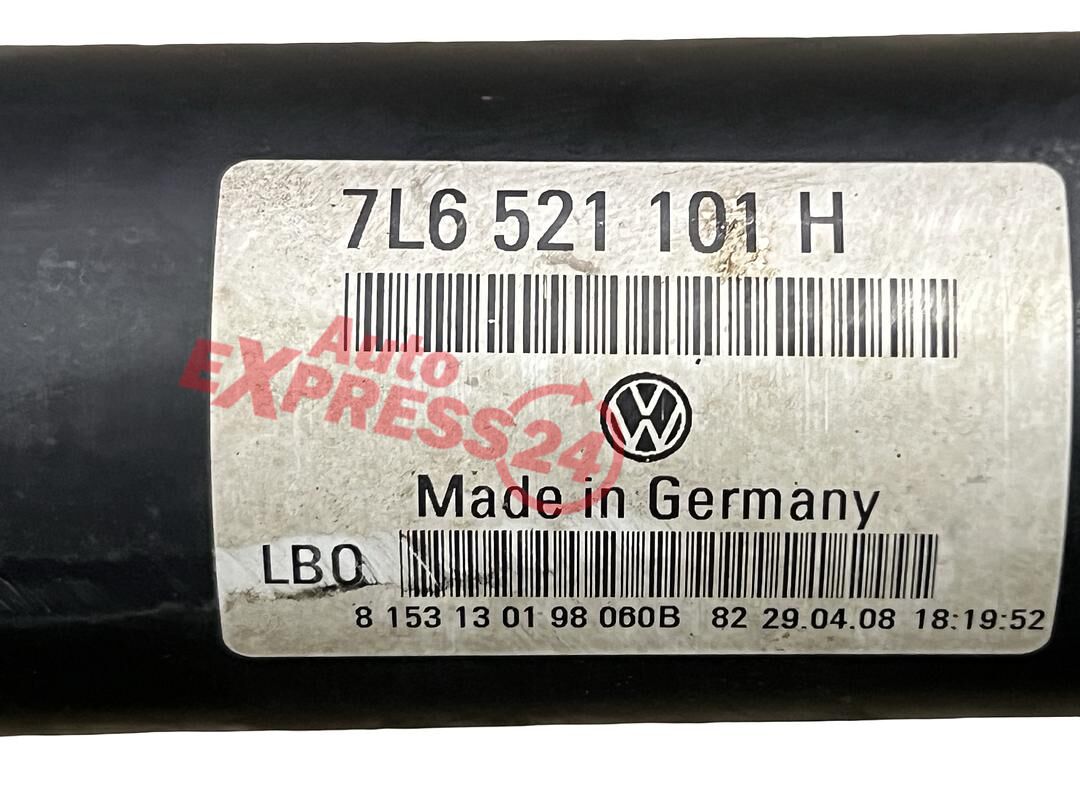 7L6 521 101 H
Auto
EXPRESS24
Made in Germany
LBO
8 153 13 01 98 060B 82 29.04.08 18:19:52